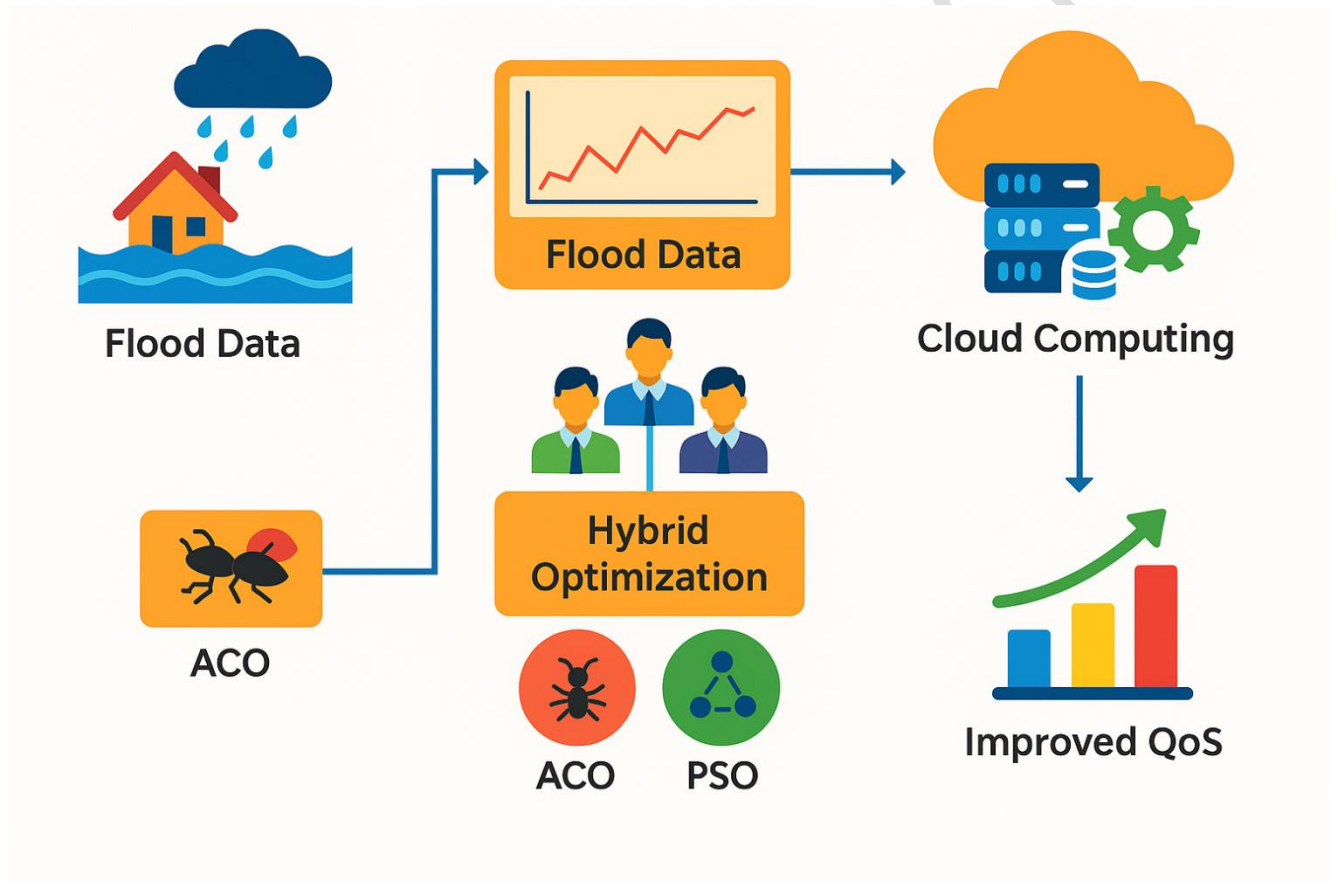 Flood Data
Flood Data
Cloud Computing
ACO
Hybrid
Optimization
ACO
PSO
Improved QoS